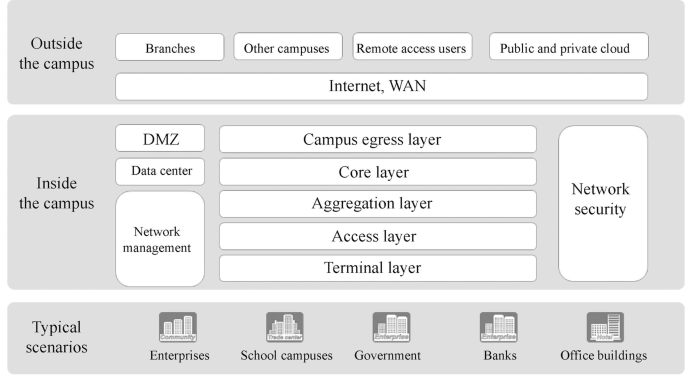 Outside
the campus
Branches
Other campuses
Remote access users
Public and private cloud
Internet, WAN
Inside
the campus
DMZ
Campus egress layer
Data center
Core layer
Network
management
Aggregation layer
Access layer
Terminal layer
Network
security
Typical
scenarios
Community
Trade center
Enterprise
Enterprise
Hotel
Enterprises
School campuses
Government
Banks
Office buildings